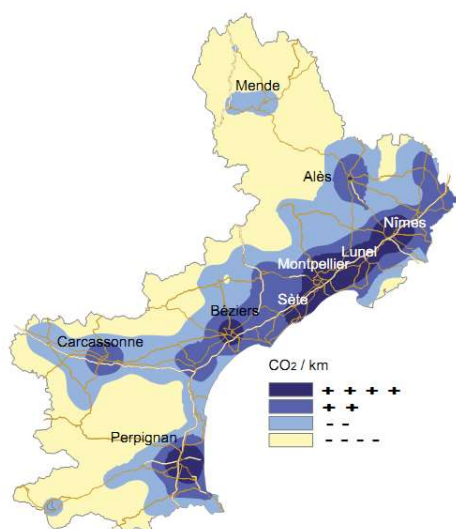 Mende
Alès
Nîmes
Lunel
Montpellier
Sète
Béziers
Carcassonne
Perpignan
CO₂ / km
+ + + +
+ +
- -
- - - -